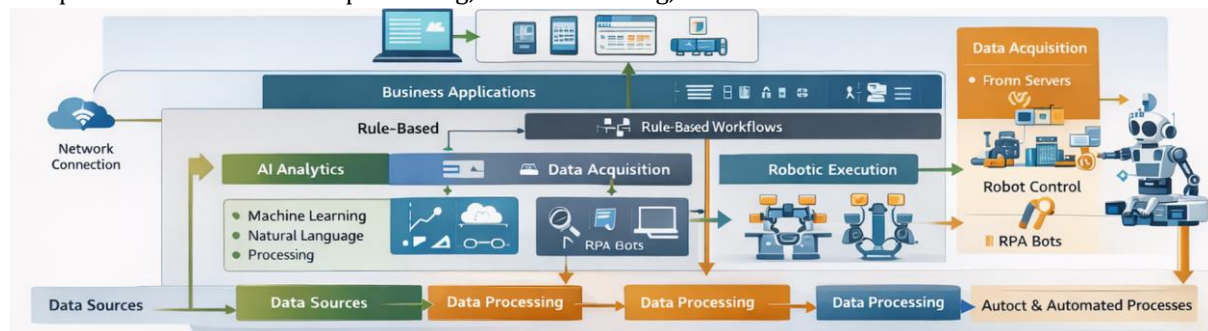 Business Applications
Network
Connection
Rule-Based
Rule-Based Workflows
AI Analytics
Data Acquisition
Machine Learning
Natural Language
Processing
RPA Bots
Robotic Execution
Data Acquisition
Fromn Servers
Robot Control
RPA Bots
Data Sources
Data Sources
Data Processing
Data Processing
Data Processing
Autoct & Automated Processes